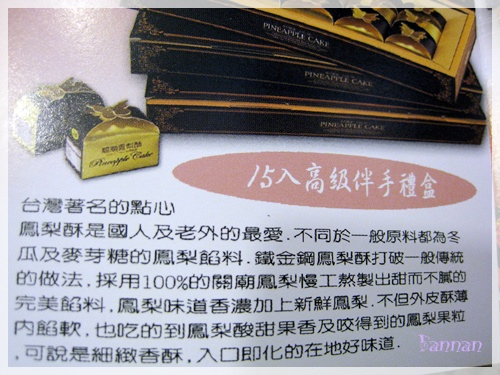 PINEAPPLE CAKE
PINEAPPLE CAKE
PINEAPPLE CAKE
Pineapple Cake
15入高級伴手禮盒
台灣著名的點心
鳳梨酥是國人及老外的最愛.不同於一般原料都為冬
瓜及麥芽糖的鳳梨餡料.鐵金鋼鳳梨酥打破一般傳統
的做法,採用100%的關廟鳳梨慢工熬製出甜而不膩的
完美餡料.鳳梨味道香濃加上新鮮鳳梨.不但外皮酥薄
內餡軟,也吃的到鳳梨酸甜果香及咬得到的鳳梨果粒
,可說是細緻香酥,入口即化的在地好味道.
Yannan